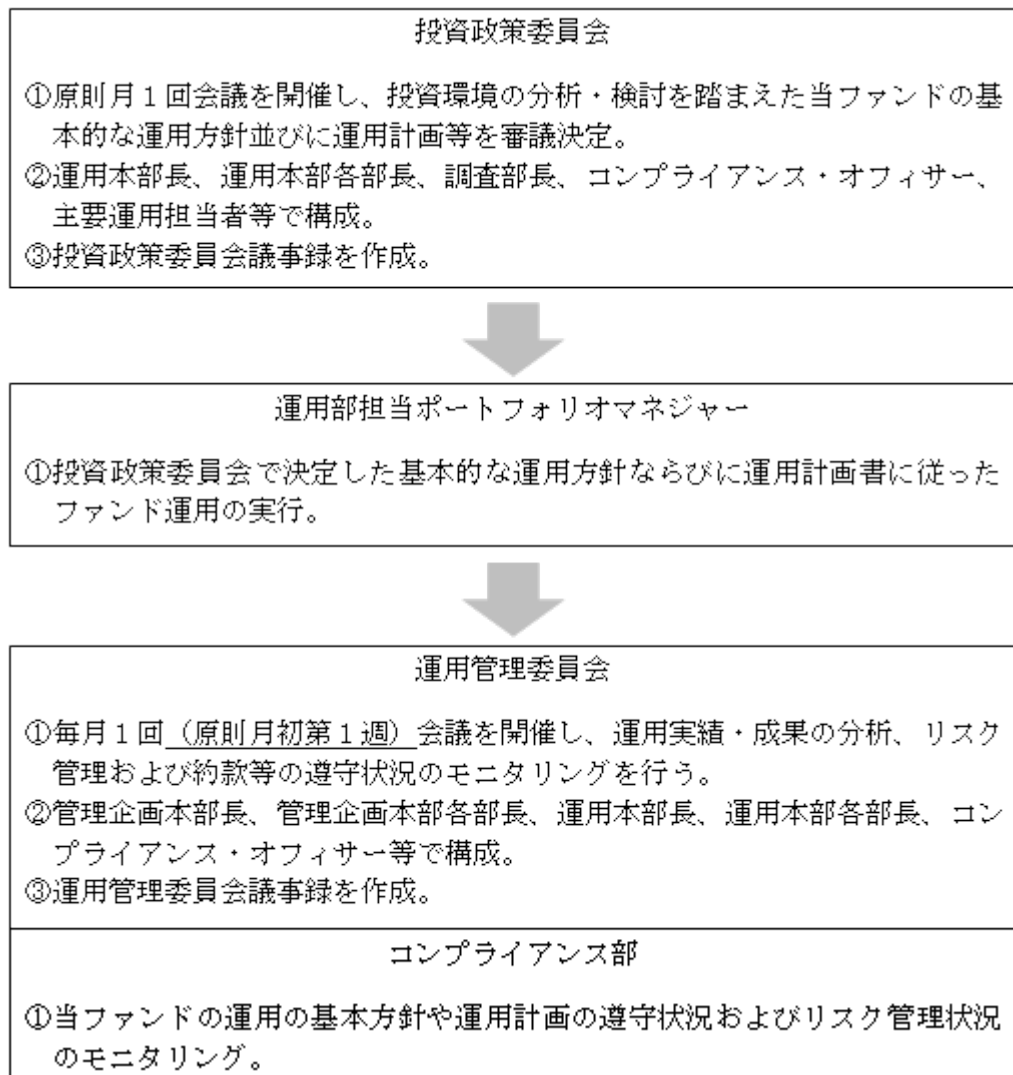 投資政策委員会
①原則月1回会議を開催し、投資環境の分析・検討を踏まえた当ファンドの基
本的な運用方針並びに運用計画等を審議決定。
②運用本部長、運用本部各部長、調査部長、コンプライアンス・オフィサー、
主要運用担当者等で構成。
③投資政策委員会議事録を作成。
運用部担当ポートフォリオマネジャー
①投資政策委員会で決定した基本的な運用方針ならびに運用計画書に従った
ファンド運用の実行。
運用管理委員会
①毎月1回(原則月初第1週)会議を開催し、運用実績・成果の分析、リスク
管理および約款等の遵守状況のモニタリングを行う。
②管理企画本部長、管理企画本部各部長、運用本部長、運用本部各部長、コン
プライアンス・オフィサー等で構成。
③運用管理委員会議事録を作成。
コンプライアンス部
①当ファンドの運用の基本方針や運用計画の遵守状況およびリスク管理状況
のモニタリング。